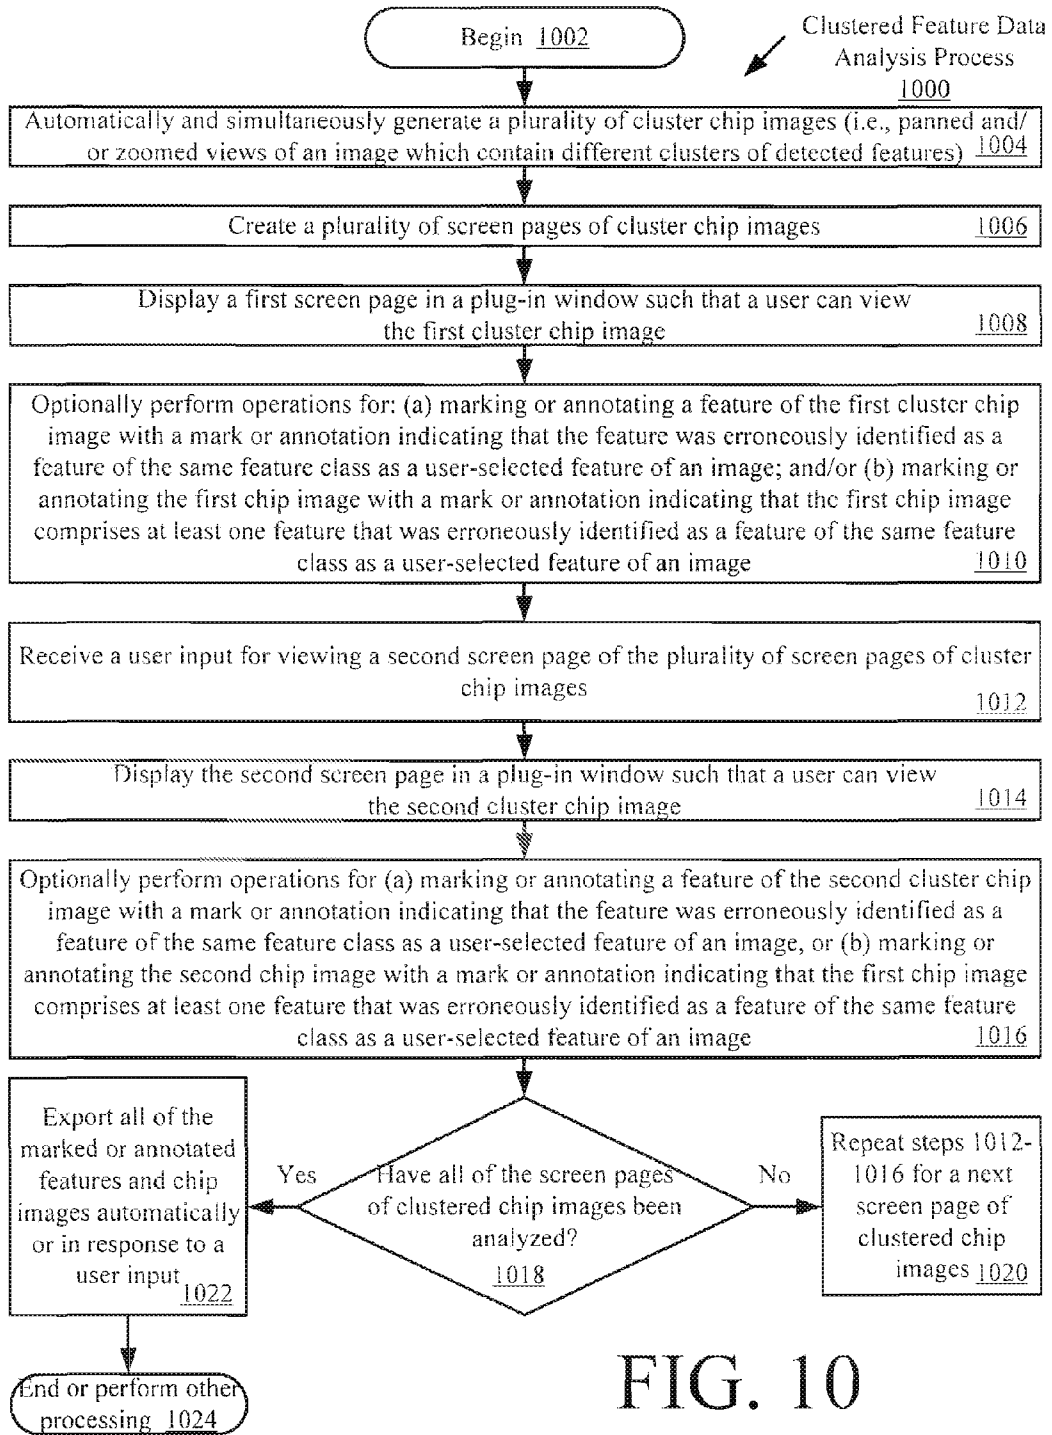 Begin 1002
Clustered Feature Data
Analysis Process
1000
Automatically and simultaneously generate a plurality of cluster chip images (i.e., panned and/
or zoomed views of an image which contain different clusters of detected features) 1004
Create a plurality of screen pages of cluster chip images 1006
Display a first screen page in a plug-in window such that a user can view
the first cluster chip image 1008
Optionally perform operations for: (a) marking or annotating a feature of the first cluster chip
image with a mark or annotation indicating that the feature was erroneously identified as a
feature of the same feature class as a user-selected feature of an image; and/or (b) marking or
annotating the first chip image with a mark or annotation indicating that the first chip image
comprises at least one feature that was erroneously identified as a feature of the same feature
class as a user-selected feature of an image 1010
Receive a user input for viewing a second screen page of the plurality of screen pages of cluster
chip images 1012
Display the second screen page in a plug-in window such that a user can view
the second cluster chip image 1014
Optionally perform operations for (a) marking or annotating a feature of the second cluster chip
image with a mark or annotation indicating that the feature was erroneously identified as a
feature of the same feature class as a user-selected feature of an image, or (b) marking or
annotating the second chip image with a mark or annotation indicating that the first chip image
comprises at least one feature that was erroneously identified as a feature of the same feature
class as a user-selected feature of an image 1016
Export all of the
marked or annotated
features and chip
images automatically
or in response to a
user input 1022
Yes
Have all of the screen pages
of clustered chip images been
analyzed?
1018
No
Repeat steps 1012-
1016 for a next
screen page of
clustered chip
images 1020
End or perform other
processing 1024
FIG. 10